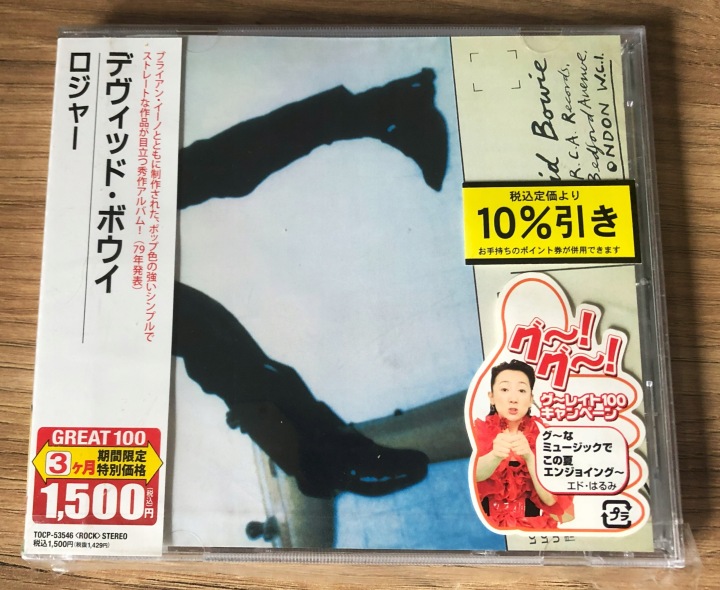 デヴィッド・ボウイ
ロジャー
ブライアン・イーノとともに制作された、ポップ色の強いシンプルで
ストレートな作品が目立つ秀作アルバム!(79年発表)
GREAT 100
3ヶ月
期間限定
特別価格
1,500円(税込)
TOCP-53546〈ROCK〉STEREO
税込1,500円(税抜1,429円)
id Bowie
R.C.A. Records,
Bedford Avenue,
ONDON W.C.1.
税込定価より
10%引き
お手持ちのポイント券が併用できます
グ〜!
グ〜!
グ〜レイト100
キャンペーン
グ〜な
ミュージックで
この夏
エンジョイング〜
エド・はるみ
プラ